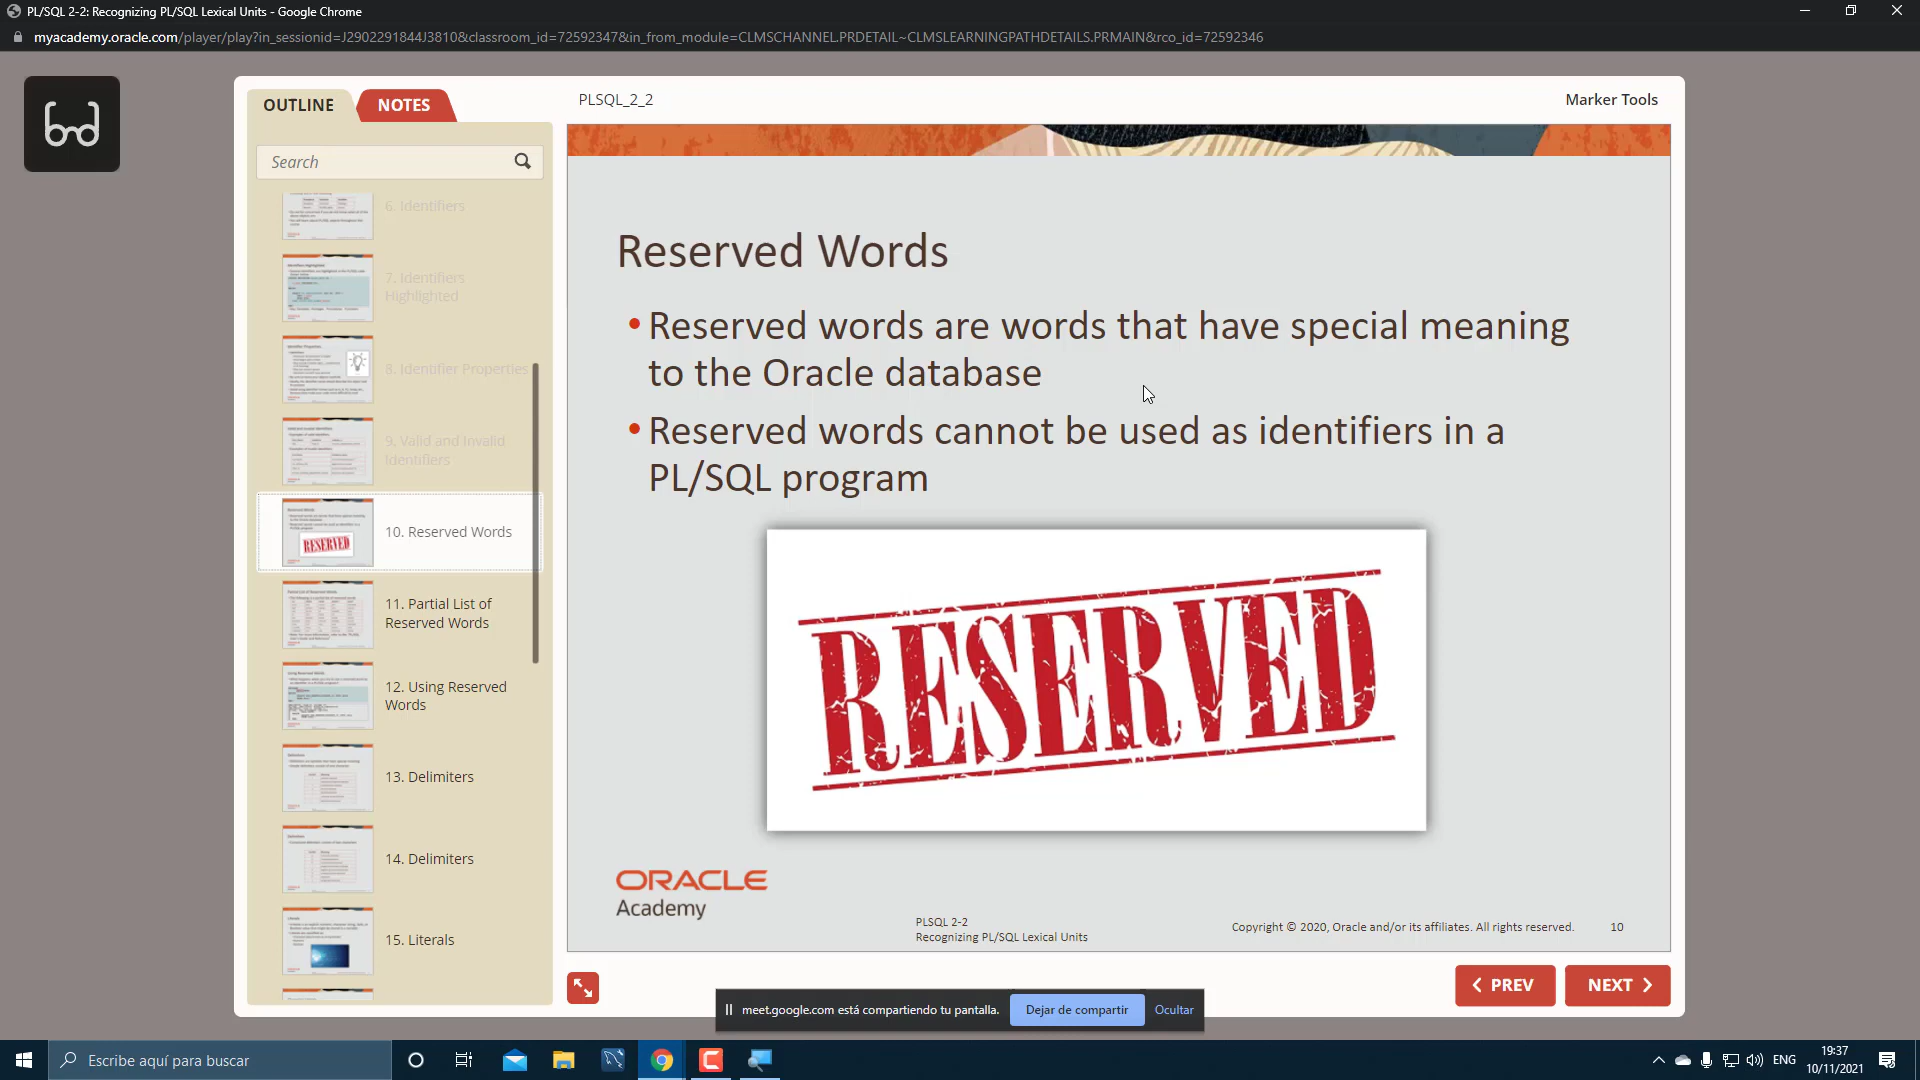 PL/SQL 2-2: Recognizing PL/SQL Lexical Units - Google Chrome
myacademy.oracle.com/player/play?in_sessionid=J2902291844J3810&classroom_id=72592347&in_from_module=CLMSCHANNEL.PRDETAIL~CLMSLEARNINGPATHDETAILS.PRMAIN&rco_id=72592346
OUTLINE
NOTES
PLSQL_2_2
Marker Tools
Search
6. Identifiers
7. Identifiers
Highlighted
8. Identifier Properties
9. Valid and Invalid
Identifiers
10. Reserved Words
11. Partial List of
Reserved Words
12. Using Reserved
Words
13. Delimiters
14. Delimiters
15. Literals
Reserved Words
•Reserved words are words that have special meaning
to the Oracle database
•Reserved words cannot be used as identifiers in a
PL/SQL program
RESERVED
ORACLE
Academy
PLSQL 2-2
Recognizing PL/SQL Lexical Units
Copyright © 2020, Oracle and/or its affiliates. All rights reserved.
10
PREV
NEXT
meet.google.com está compartiendo tu pantalla.
Dejar de compartir
Ocultar
Escribe aquí para buscar
ENG
19:37
10/11/2021